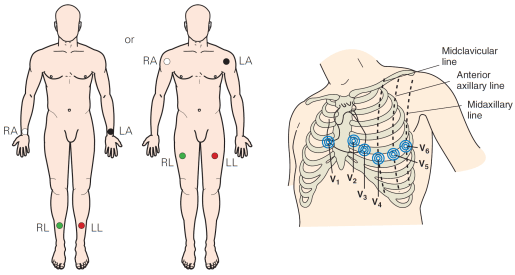 or
RA
LA
RL
LL
RA
LA
RL
LL
Midclavicular
line
Anterior
axillary line
Midaxillary
line
V1
V2
V3
V4
V5
V6